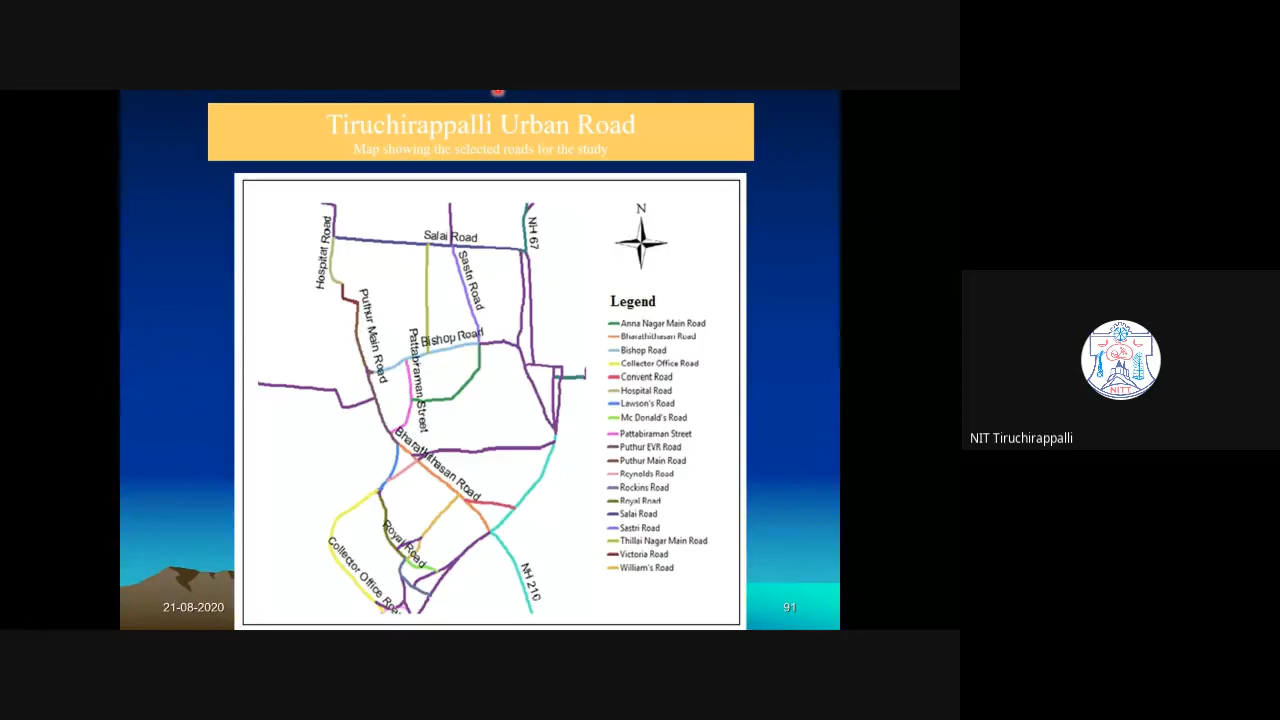 Tiruchirappalli Urban Road
Map showing the selected roads for the study
N
NH 67
Salai Road
Hospital Road
Sastri Road
Puthur Main Road
Bishop Road
Pattabiraman Street
Bharathithasan Road
Royal Road
Collector Office Roa
NH 210
Legend
Anna Nagar Main Road
Bharathithasan Road
Bishop Road
Collector Office Road
Convent Road
Hospital Road
Lawson's Road
Mc Donald's Road
Pattabiraman Street
Puthur EVR Road
Puthur Main Road
Reynolds Road
Rockins Road
Royal Road
Salai Road
Sastri Road
Thillai Nagar Main Road
Victoria Road
William's Road
21-08-2020
91
NITT
NIT Tiruchirappalli